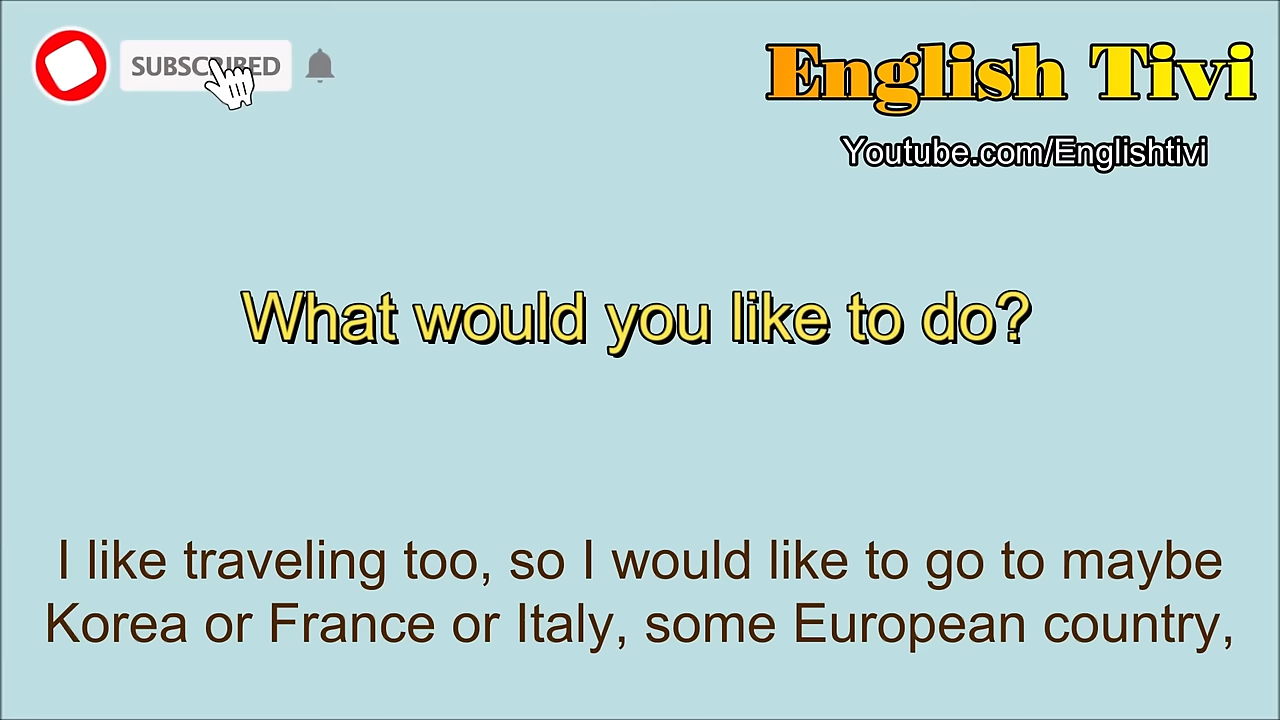 SUBSCRIBED
English Tivi
Youtube.com/Englishtivi
What would you like to do?
I like traveling too, so I would like to go to maybe
Korea or France or Italy, some European country,